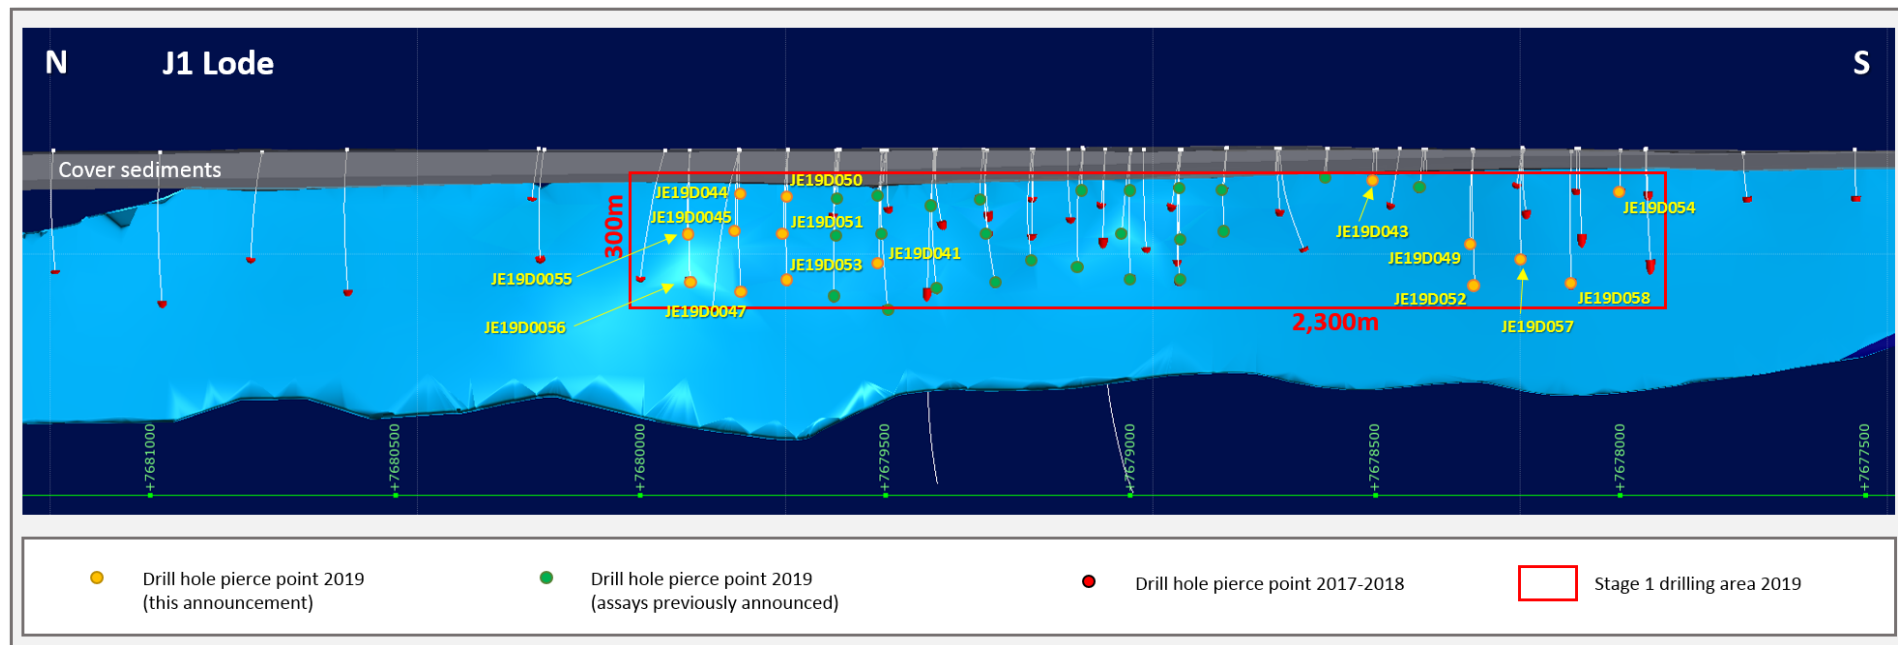 N
J1 Lode
S
Cover sediments
JE19D044
JE19D050
JE19D0045
JE19D051
JE19D054
300m
JE19D043
JE19D041
JE19D049
JE19D053
JE19D0055
JE19D052
JE19D058
JE19D0047
JE19D0056
2,300m
JE19D057
+7681000
+7680500
+7680000
+7679500
+7679000
+7678500
+7678000
+7677500
Drill hole pierce point 2019
(this announcement)
Drill hole pierce point 2019
(assays previously announced)
Drill hole pierce point 2017-2018
Stage 1 drilling area 2019